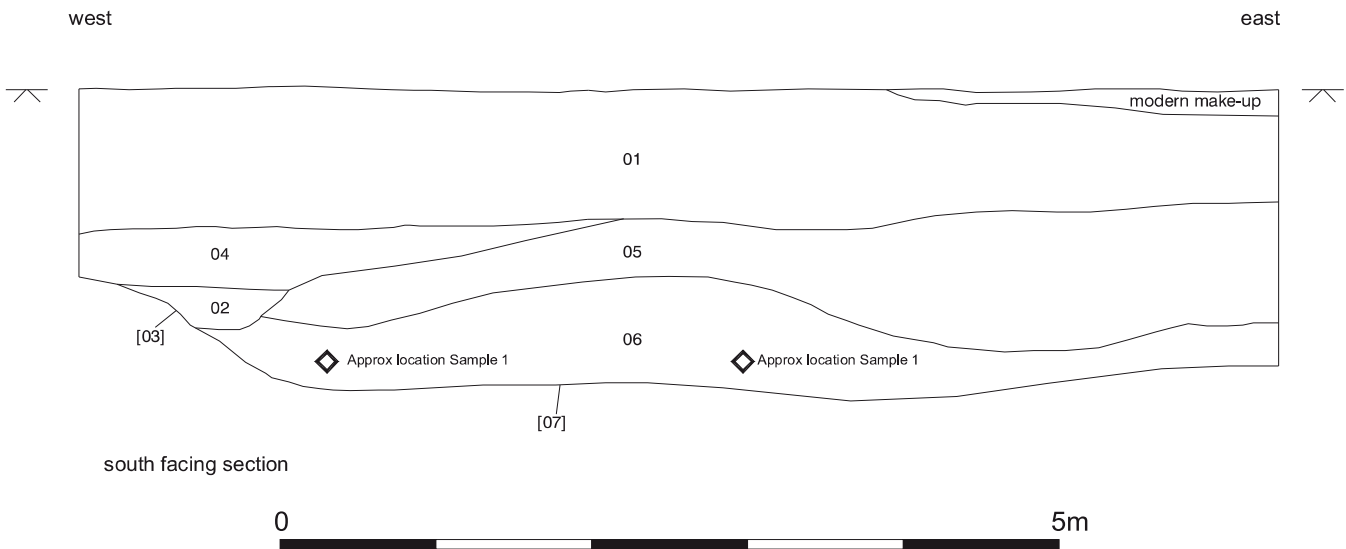 west
east
modern make-up
01
04
05
02
[03]
06
Approx location Sample 1
Approx location Sample 1
[07]
south facing section
0
5m